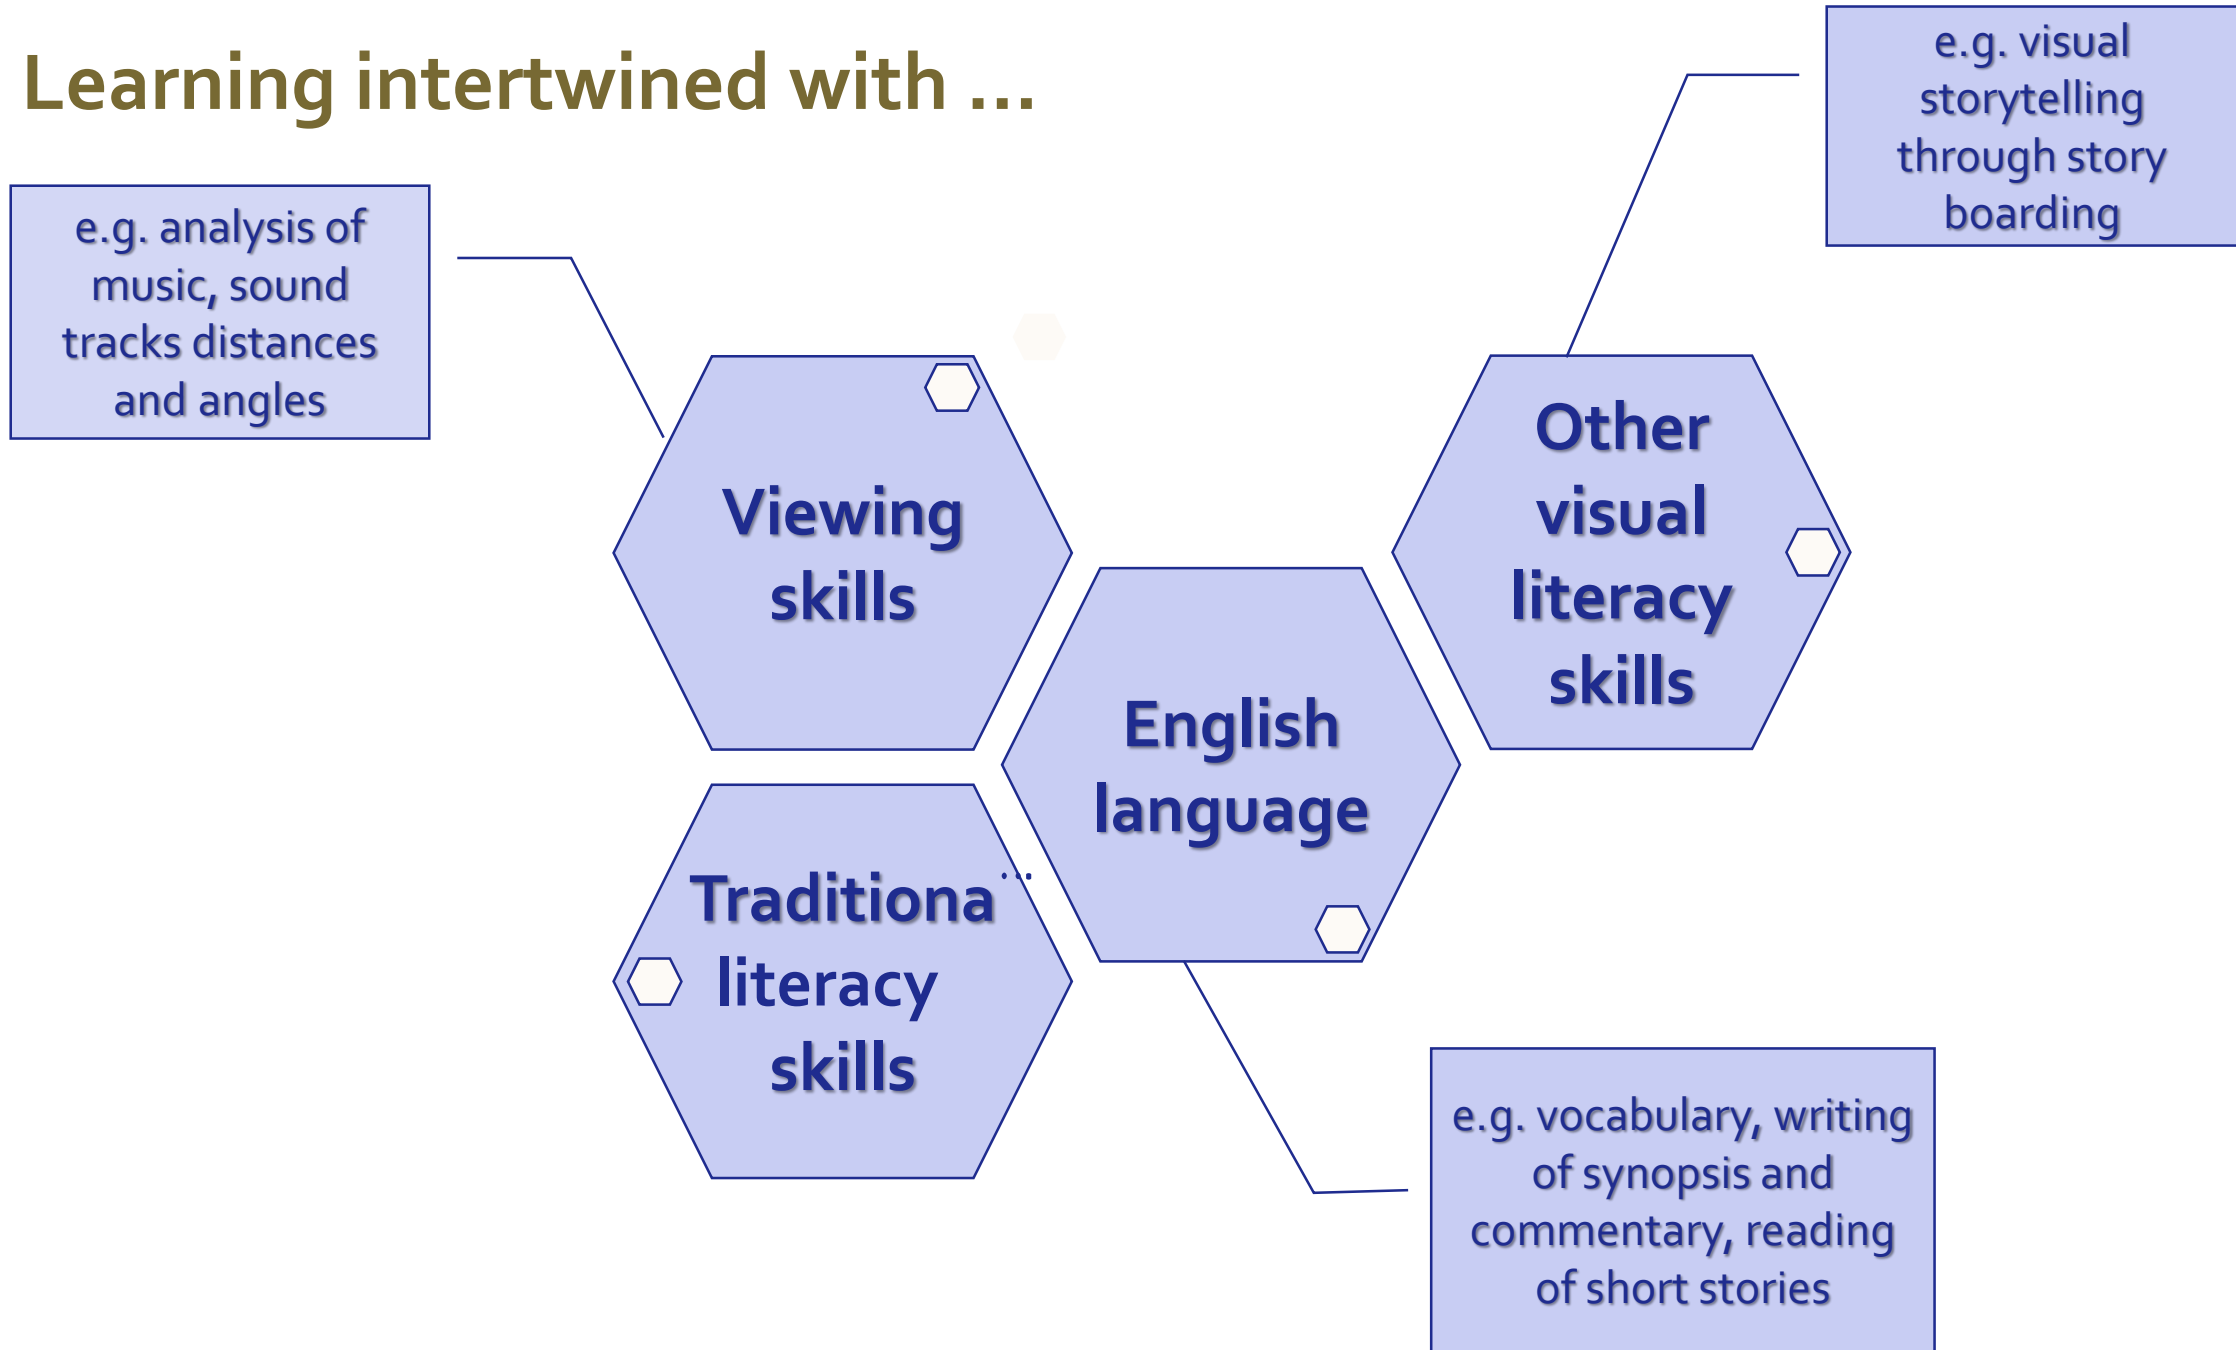 Learning intertwined with ...
e.g. visual
storytelling
through story
boarding
e.g. analysis of
music, sound
tracks distances
and angles
Viewing
skills
Other
visual
literacy
skills
English
language
Traditiona
...
literacy
skills
e.g. vocabulary, writing
of synopsis and
commentary, reading
of short stories